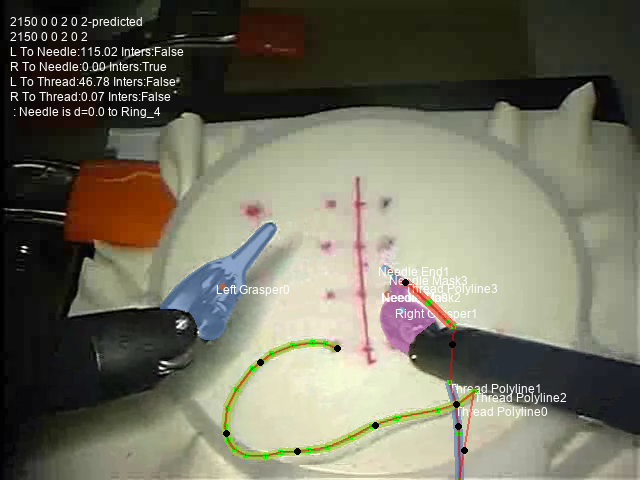 2150 0 0 2 0 2-predicted
2150 0 0 2 0 2
L To Needle:115.02 Inters:False
R To Needle:0.00 Inters:True
L To Thread:46.78 Inters:False
R To Thread:0.07 Inters:False
: Needle is d=0.0 to Ring_4
Needle End1
Needle Mask3
Thread Polyline3
Left Grasper0
Right Grasper1
Thread Polyline1
Thread Polyline2
Thread Polyline0